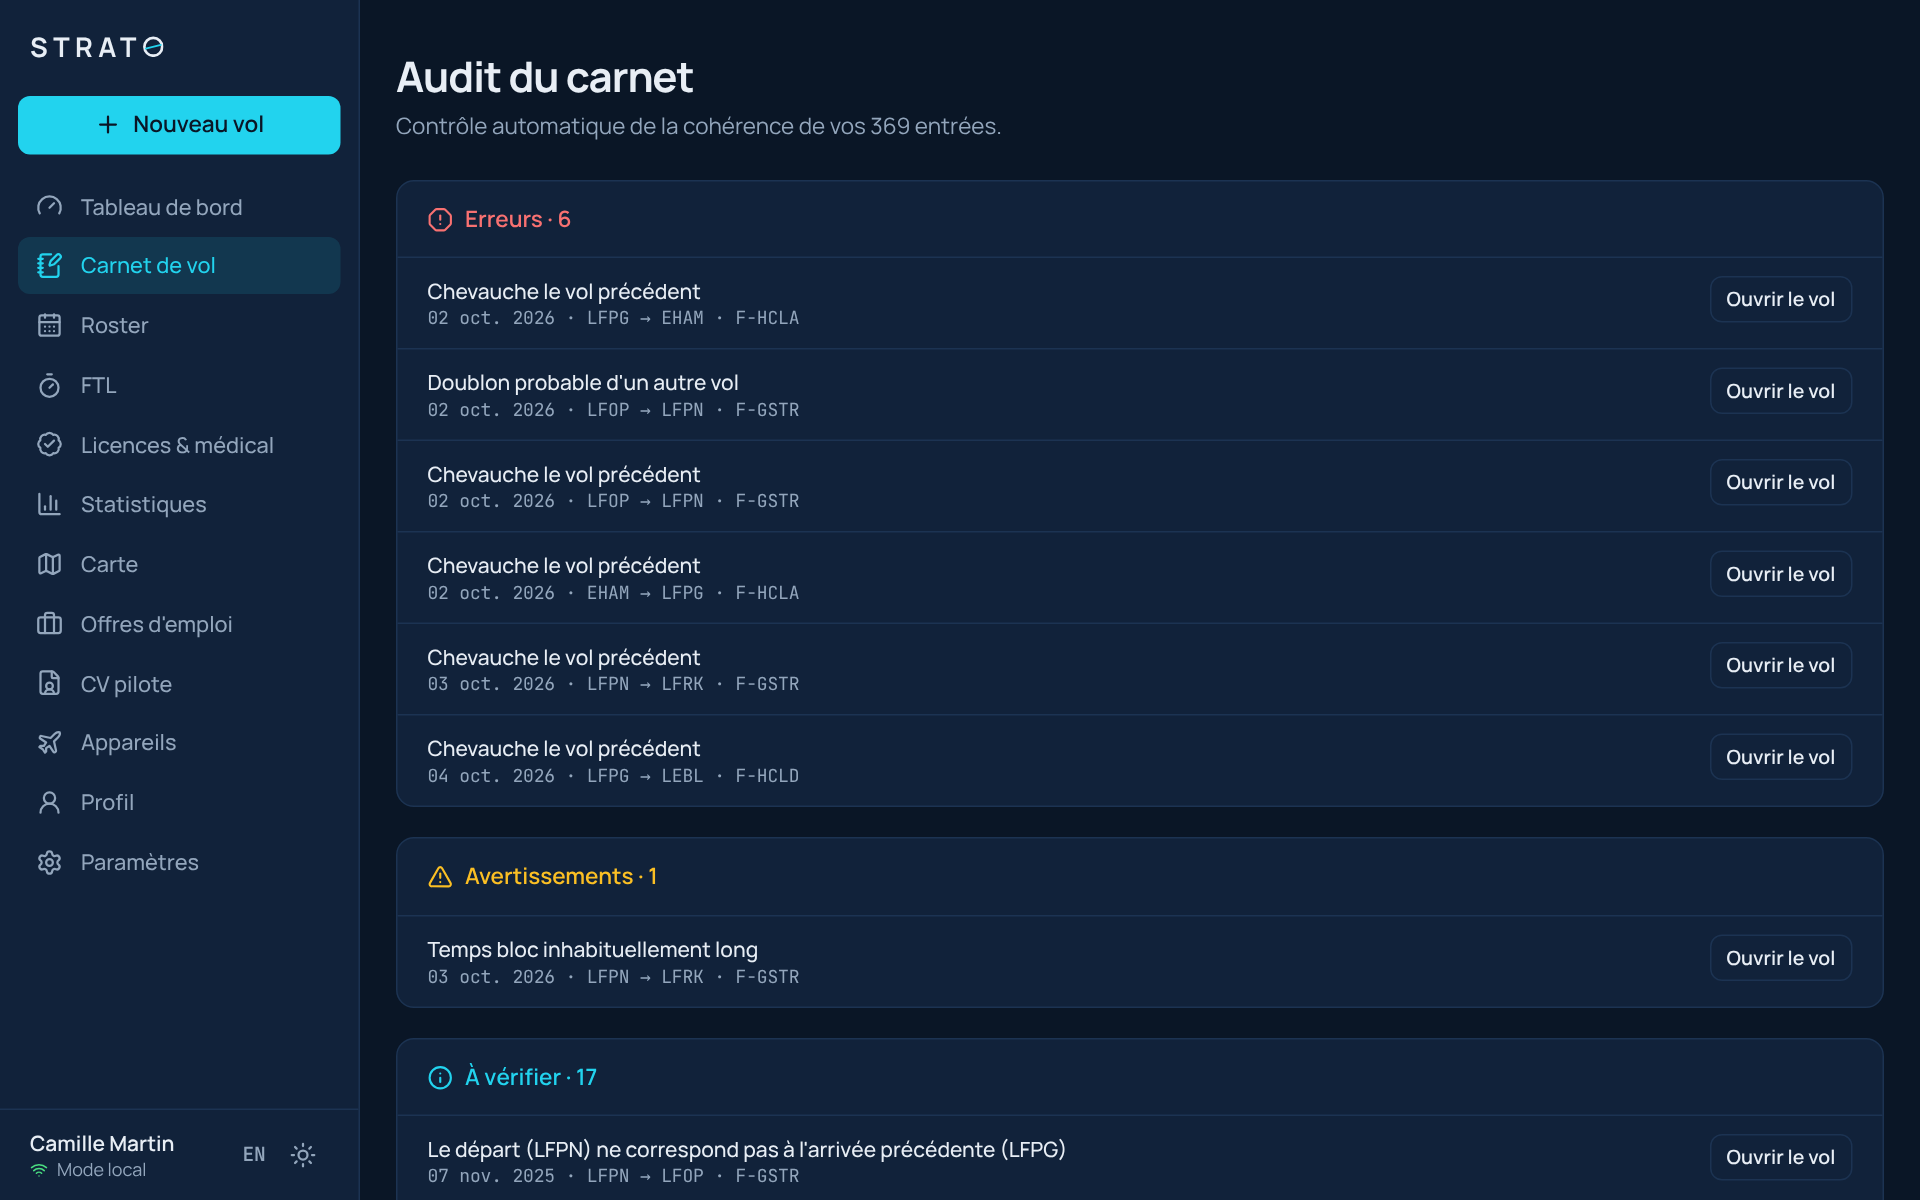 STRATO
Nouveau vol
Tableau de bord
Carnet de vol
Roster
FTL
Licences & médical
Statistiques
Carte
Offres d'emploi
CV pilote
Appareils
Profil
Paramètres
Camille Martin
Mode local
EN
Audit du carnet
Contrôle automatique de la cohérence de vos 369 entrées.
Erreurs · 6
Chevauche le vol précédent
02 oct. 2026 · LFPG → EHAM · F-HCLA
Ouvrir le vol
Doublon probable d'un autre vol
02 oct. 2026 · LFOP → LFPN · F-GSTR
Ouvrir le vol
Chevauche le vol précédent
02 oct. 2026 · LFOP → LFPN · F-GSTR
Ouvrir le vol
Chevauche le vol précédent
02 oct. 2026 · EHAM → LFPG · F-HCLA
Ouvrir le vol
Chevauche le vol précédent
03 oct. 2026 · LFPN → LFRK · F-GSTR
Ouvrir le vol
Chevauche le vol précédent
04 oct. 2026 · LFPG → LEBL · F-HCLD
Ouvrir le vol
Avertissements · 1
Temps bloc inhabituellement long
03 oct. 2026 · LFPN → LFRK · F-GSTR
Ouvrir le vol
À vérifier · 17
Le départ (LFPN) ne correspond pas à l'arrivée précédente (LFPG)
07 nov. 2025 · LFPN → LFOP · F-GSTR
Ouvrir le vol